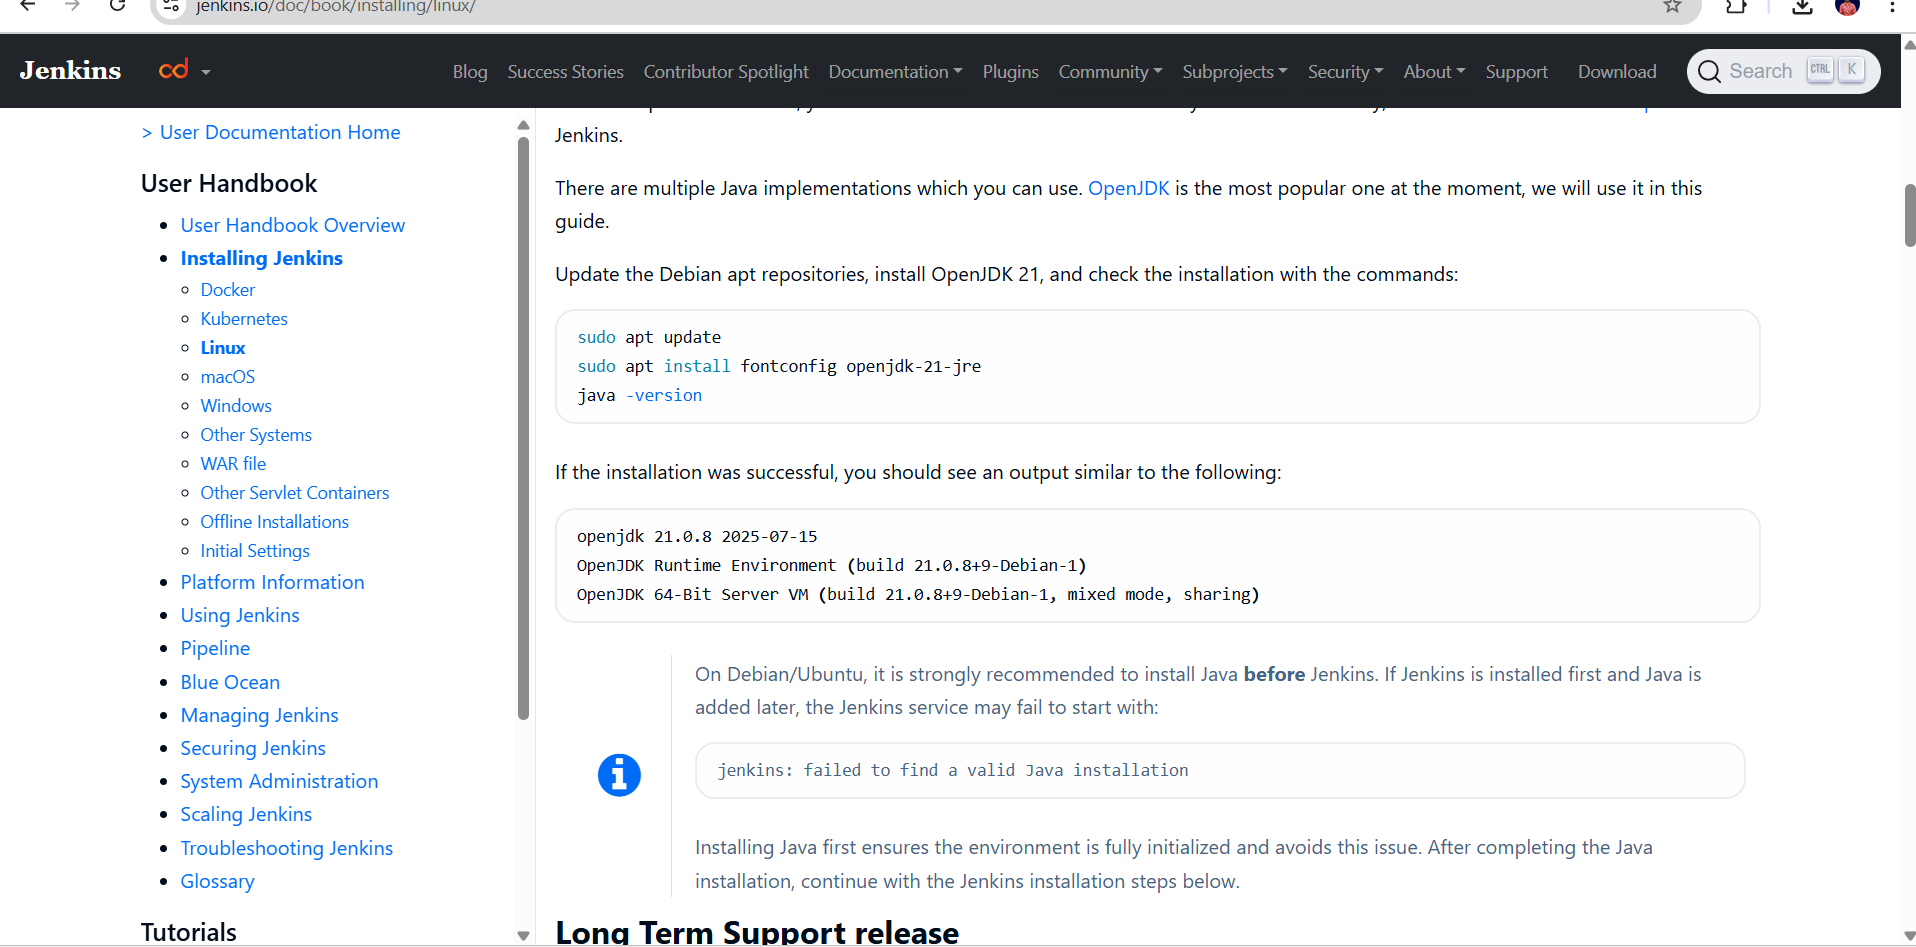 jenkins.io/doc/book/installing/linux/
Jenkins
cd
Blog Success Stories Contributor Spotlight Documentation Plugins Community Subprojects Security About Support Download
Search CTRL K
> User Documentation Home
User Handbook
User Handbook Overview
Installing Jenkins
Docker
Kubernetes
Linux
macOS
Windows
Other Systems
WAR file
Other Servlet Containers
Offline Installations
Initial Settings
Platform Information
Using Jenkins
Pipeline
Blue Ocean
Managing Jenkins
Securing Jenkins
System Administration
Scaling Jenkins
Troubleshooting Jenkins
Glossary
Tutorials
Jenkins.
There are multiple Java implementations which you can use. OpenJDK is the most popular one at the moment, we will use it in this
guide.
Update the Debian apt repositories, install OpenJDK 21, and check the installation with the commands:
sudo apt update
sudo apt install fontconfig openjdk-21-jre
java -version
If the installation was successful, you should see an output similar to the following:
openjdk 21.0.8 2025-07-15
OpenJDK Runtime Environment (build 21.0.8+9-Debian-1)
OpenJDK 64-Bit Server VM (build 21.0.8+9-Debian-1, mixed mode, sharing)
On Debian/Ubuntu, it is strongly recommended to install Java before Jenkins. If Jenkins is installed first and Java is
added later, the Jenkins service may fail to start with:
jenkins: failed to find a valid Java installation
Installing Java first ensures the environment is fully initialized and avoids this issue. After completing the Java
installation, continue with the Jenkins installation steps below.
Long Term Support release